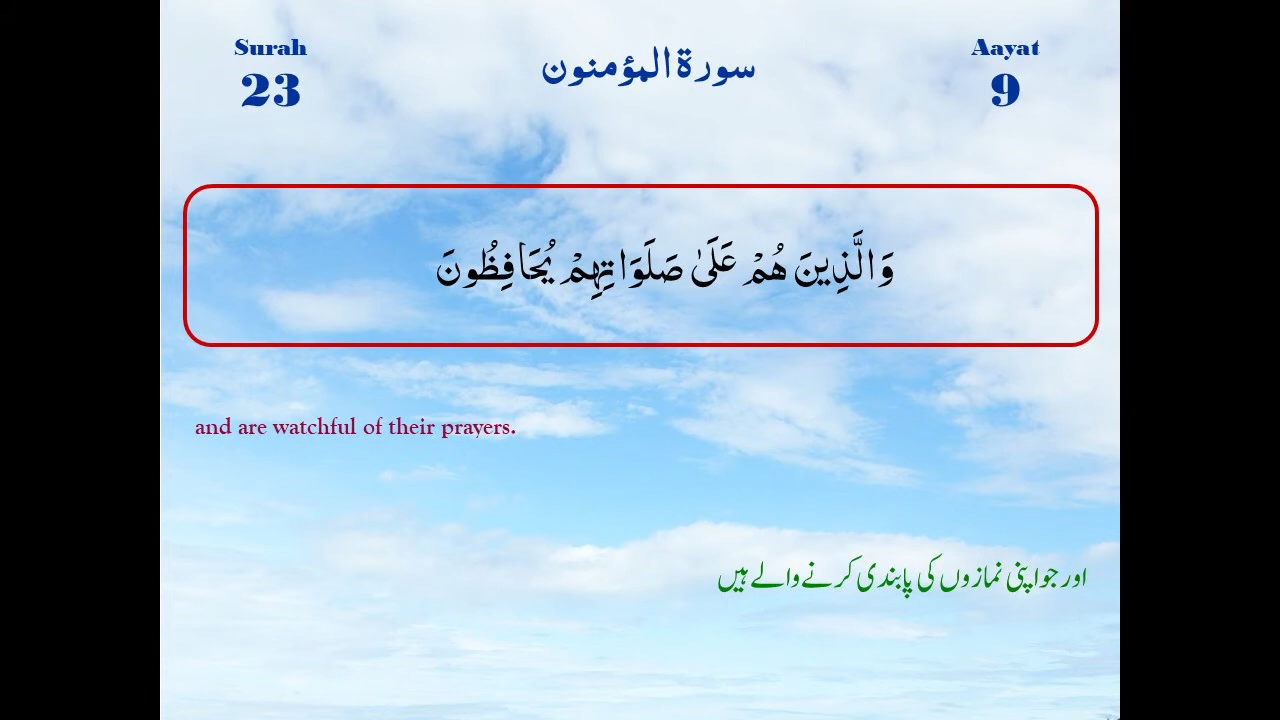 Surah
23
سورة المؤمنون
Aayat
9
وَالَّذِينَ هُمْ عَلَىٰ صَلَوَاتِهِمْ يُحَافِظُونَ
and are watchful of their prayers.
اور جو اپنی نمازوں کی پابندی کرنے والے ہیں